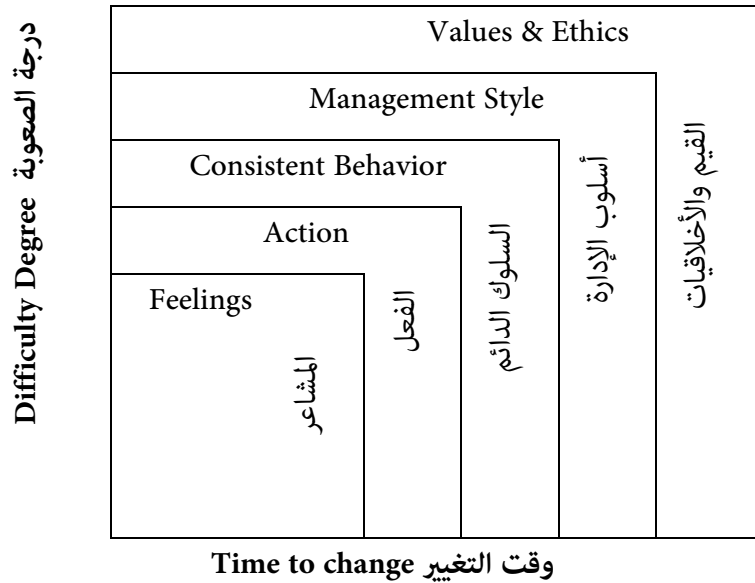 Values & Ethics
Management Style
Consistent Behavior
Action
Feelings
المشاعر
الفعل
السلوك الدائم
أسلوب الإدارة
القيم والأخلاقيات
Difficulty Degree درجة الصعوبة
Time to change وقت التغيير